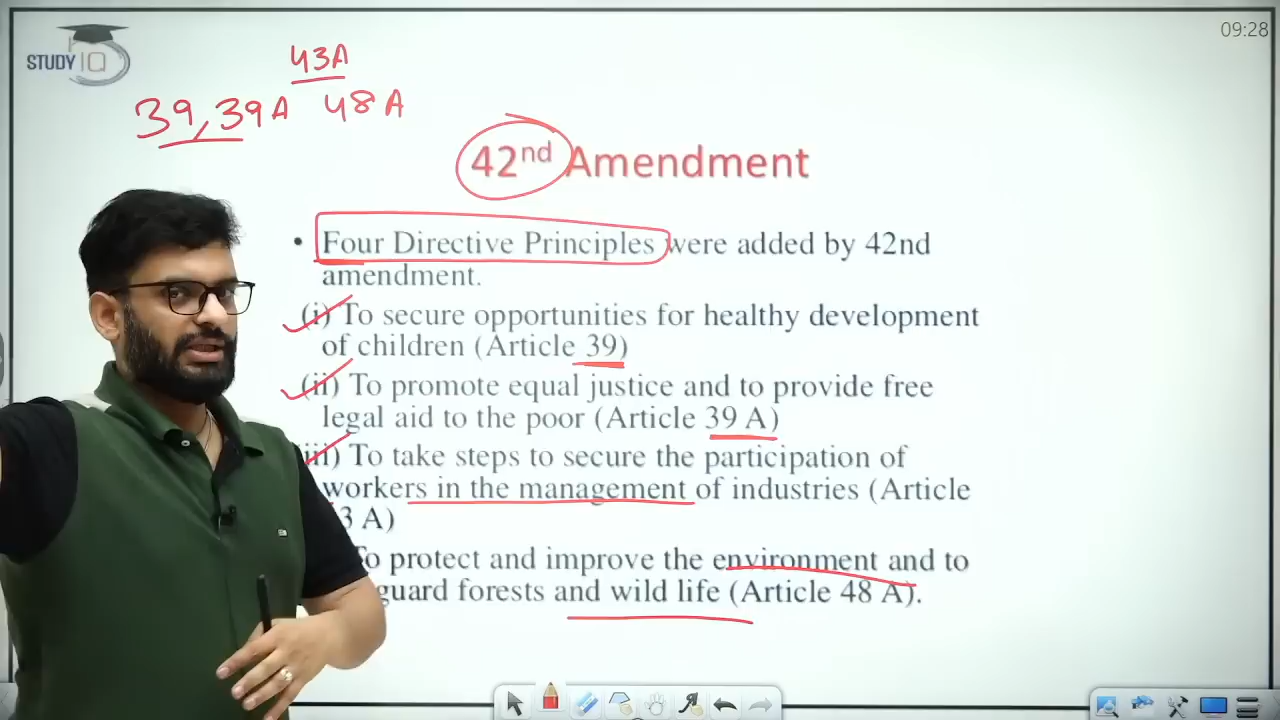 STUDY IQ
09:28
43A
39, 39A 48A
42nd Amendment
• Four Directive Principles were added by 42nd
amendment.
(i) To secure opportunities for healthy development
of children (Article 39)
(ii) To promote equal justice and to provide free
legal aid to the poor (Article 39 A)
iii) To take steps to secure the participation of
workers in the management of industries (Article
3 A)
To protect and improve the environment and to
guard forests and wild life (Article 48 A).